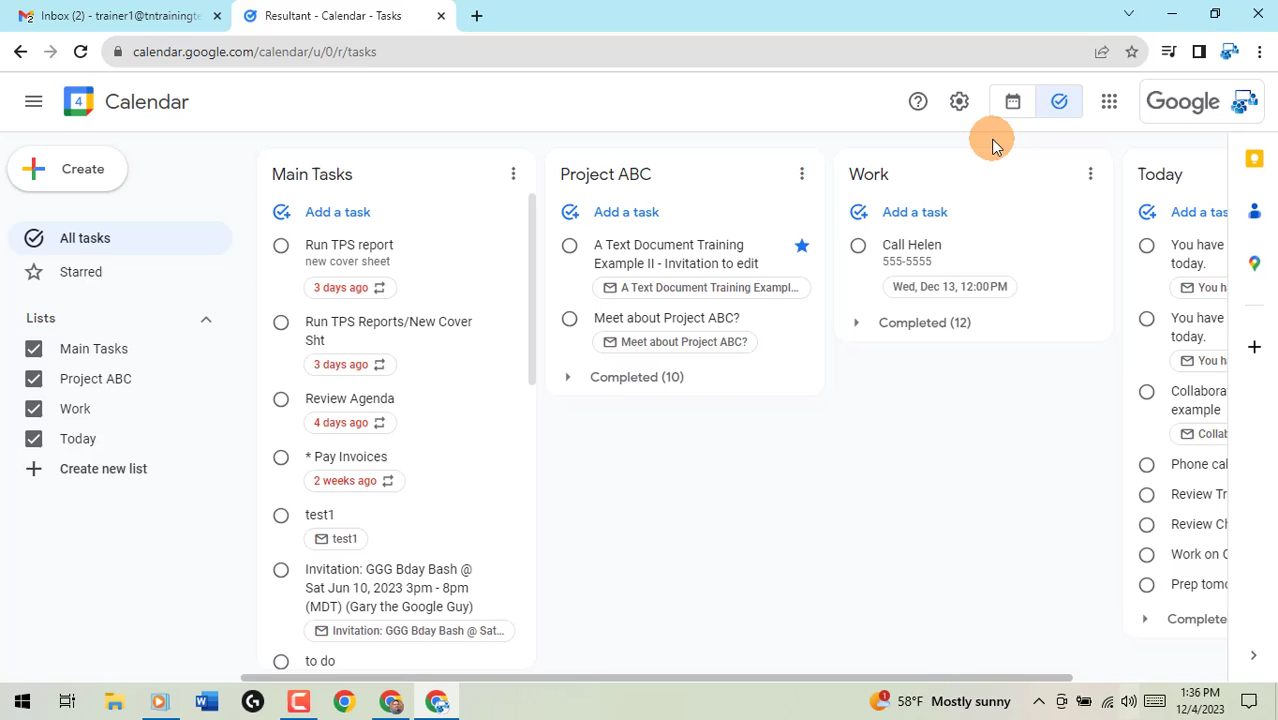 Inbox (2) - trainer1@tntrainingte
Resultant - Calendar - Tasks
calendar.google.com/calendar/u/0/r/tasks
4
Calendar
Google
Create
All tasks
Starred
Lists
Main Tasks
Project ABC
Work
Today
Create new list
Main Tasks
Add a task
Run TPS report
new cover sheet
3 days ago
Run TPS Reports/New Cover
Sht
3 days ago
Review Agenda
4 days ago
* Pay Invoices
2 weeks ago
test1
test1
Invitation: GGG Bday Bash @
Sat Jun 10, 2023 3pm - 8pm
(MDT) (Gary the Google Guy)
Invitation: GGG Bday Bash @ Sat...
to do
Project ABC
Add a task
A Text Document Training
Example II - Invitation to edit
A Text Document Training Exampl...
Meet about Project ABC?
Meet about Project ABC?
Completed (10)
Work
Add a task
Call Helen
555-5555
Wed, Dec 13, 12:00 PM
Completed (12)
Today
Add a tas
You have
today.
You h
You have
today.
You h
Collabora
example
Collab
Phone cal
Review Tr
Review Ch
Work on
Prep tomo
Complete
1
58°F Mostly sunny
1:36 PM
12/4/2023